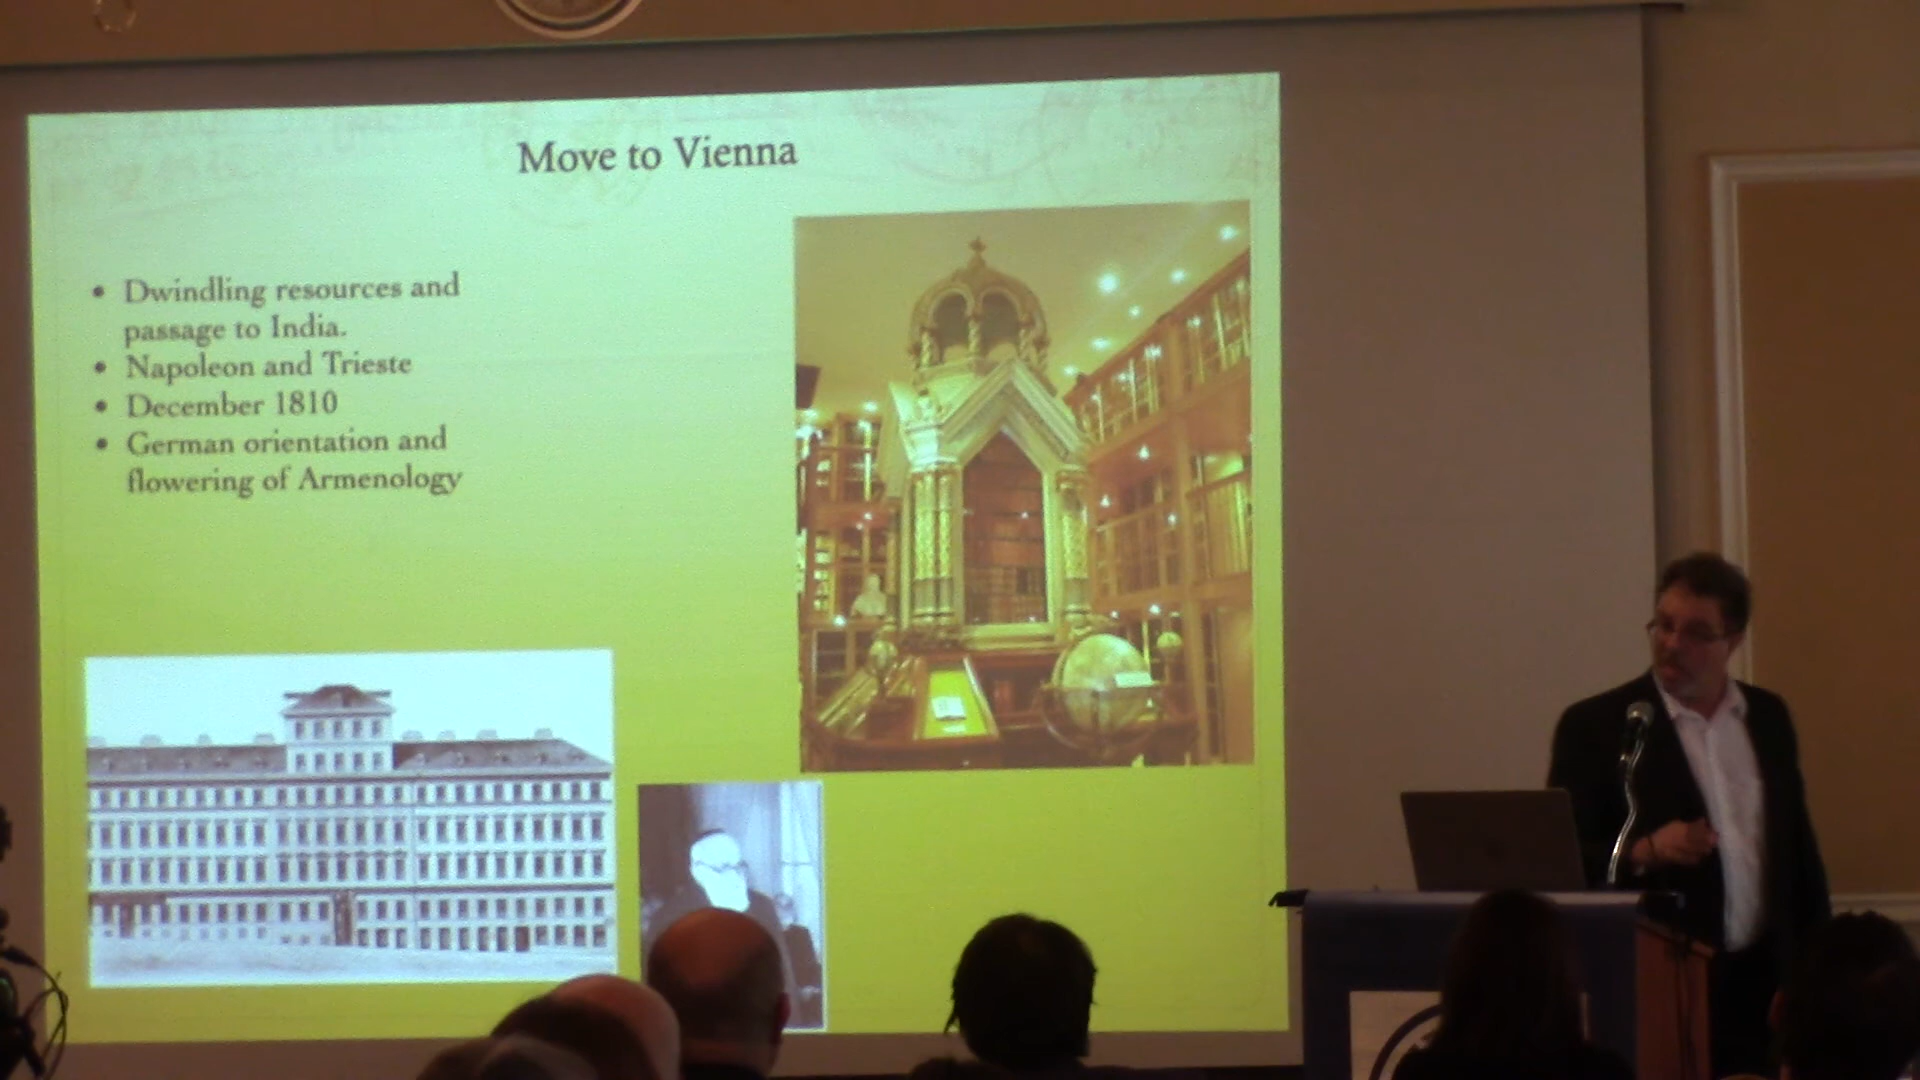 Move to Vienna
• Dwindling resources and
passage to India.
• Napoleon and Trieste
• December 1810
• German orientation and
flowering of Armenology